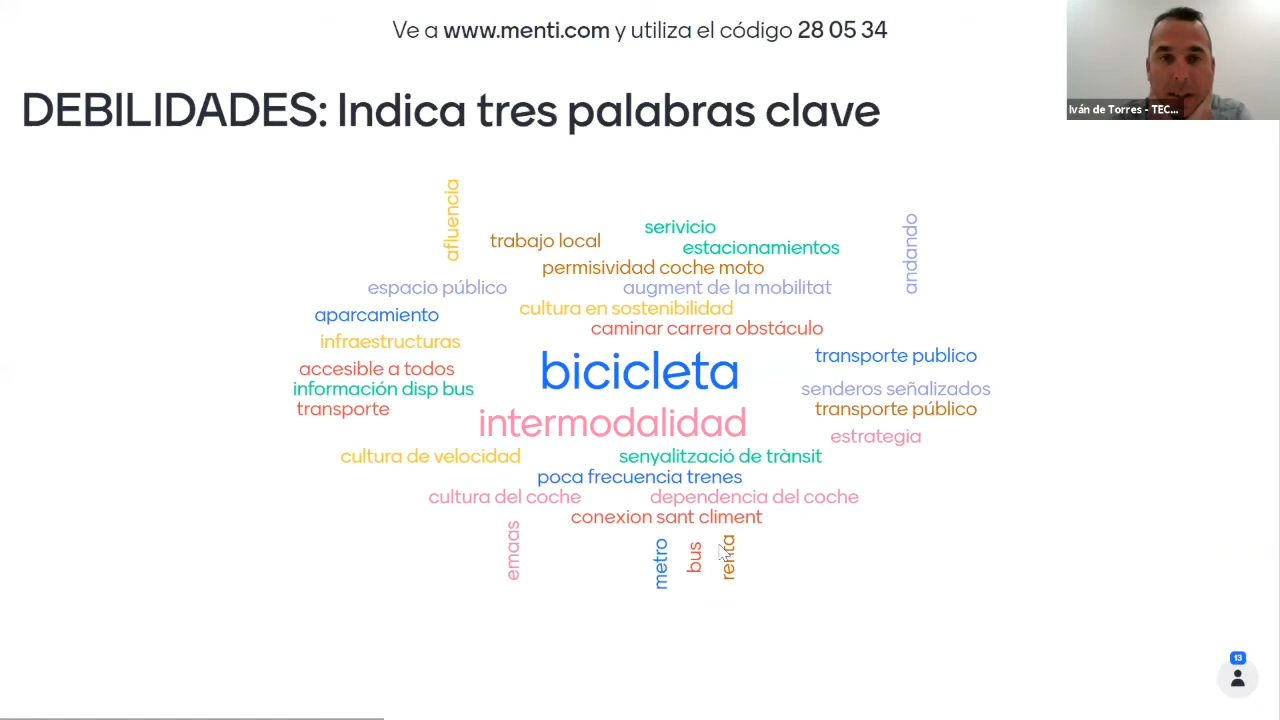 Ve a www.menti.com y utiliza el código 28 05 34
Iván de Torres - TEC...
DEBILIDADES: Indica tres palabras clave
afluencia
serivicio
andando
trabajo local
estacionamientos
permisividad coche moto
espacio público
augment de la mobilitat
cultura en sostenibilidad
aparcamiento
caminar carrera obstáculo
infraestructuras
bicicleta
transporte publico
accesible a todos
información disp bus
senderos señalizados
transporte
transporte público
intermodalidad
estrategia
cultura de velocidad
senyalització de trànsit
poca frecuencia trenes
cultura del coche
dependencia del coche
conexion sant climent
emaas
metro
bus
renta
13